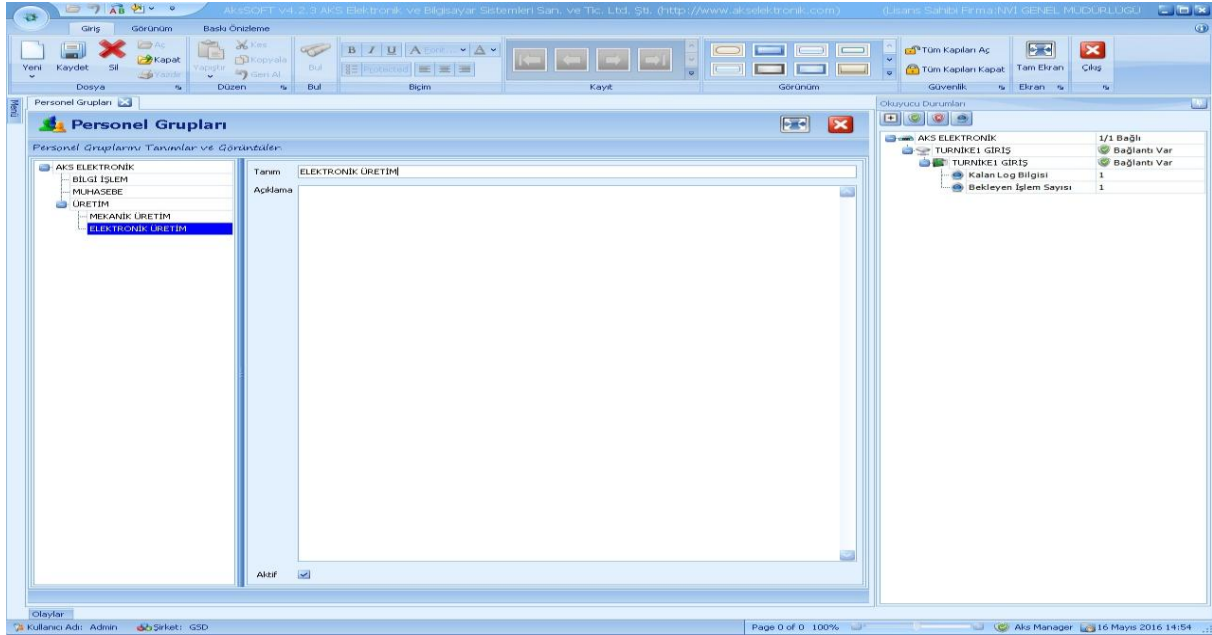 AksSOFT v4.2.3 AKS Elektronik ve Bilgisayar Sistemleri San. ve Tic. Ltd. Şti. (http://www.akselektronik.com) (Lisans Sahibi Firma:NVİ GENEL MÜDÜRLÜĞÜ
Giriş Görünüm Baskı Önizleme
Yeni Kaydet Sil Aç Kapat Yazdır
Yapıştır Kes Kopyala Geri Al
Bul
B I U A Font... A
Protected
Tüm Kapıları Aç
Tüm Kapıları Kapat
Tam Ekran Çıkış
Dosya Düzen Bul Biçim Kayıt Görünüm Güvenlik Ekran
Menü
Personel Grupları
Personel Grupları
Personel Gruplarını Tanımlar ve Görüntüler.
AKS ELEKTRONİK
BİLGİ İŞLEM
MUHASEBE
ÜRETİM
MEKANİK ÜRETİM
ELEKTRONİK ÜRETİM
Tanım ELEKTRONİK ÜRETİM
Açıklama
Aktif
Okuyucu Durumları
AKS ELEKTRONİK 1/1 Bağlı
TURNİKE1 GİRİŞ Bağlantı Var
TURNİKE1 GİRİŞ Bağlantı Var
Kalan Log Bilgisi 1
Bekleyen İşlem Sayısı 1
Olaylar
Kullanıcı Adı: Admin Şirket: GSD Page 0 of 0 100% Aks Manager 16 Mayıs 2016 14:54